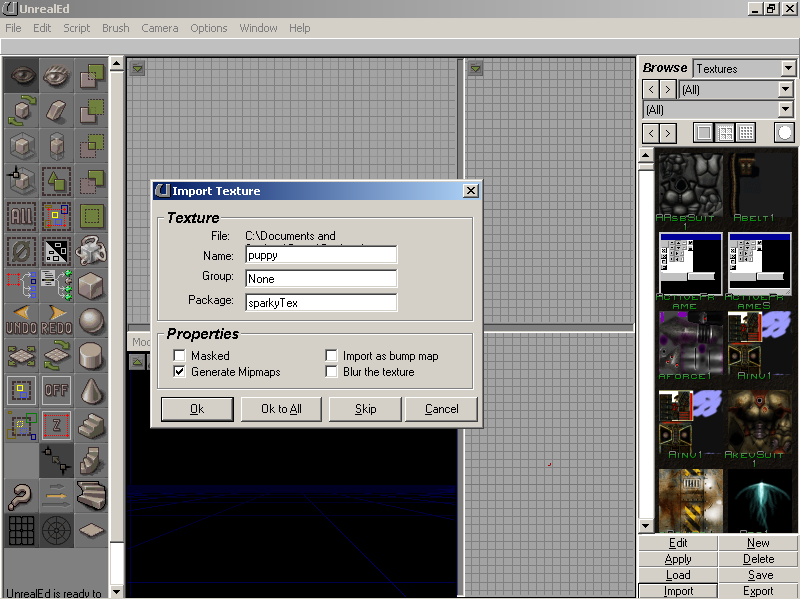 UnrealEd
File Edit Script Brush Camera Options Window Help
Browse Textures
(All)
(All)
Import Texture
Texture
File: C:\Documents and
Name: puppy
Group: None
Package: sparkyTex
Properties
Masked
Import as bump map
Generate Mipmaps
Blur the texture
Ok Ok to All Skip Cancel
All
UNDO REDO
OFF
Z
AAsbSuit1 Abelt1
ActiveFrame ActiveFrameS
aforce1 Ainv1
Ainv1 AkevSuit1
Edit New
Apply Delete
Load Save
Import Export
UnrealEd is ready to